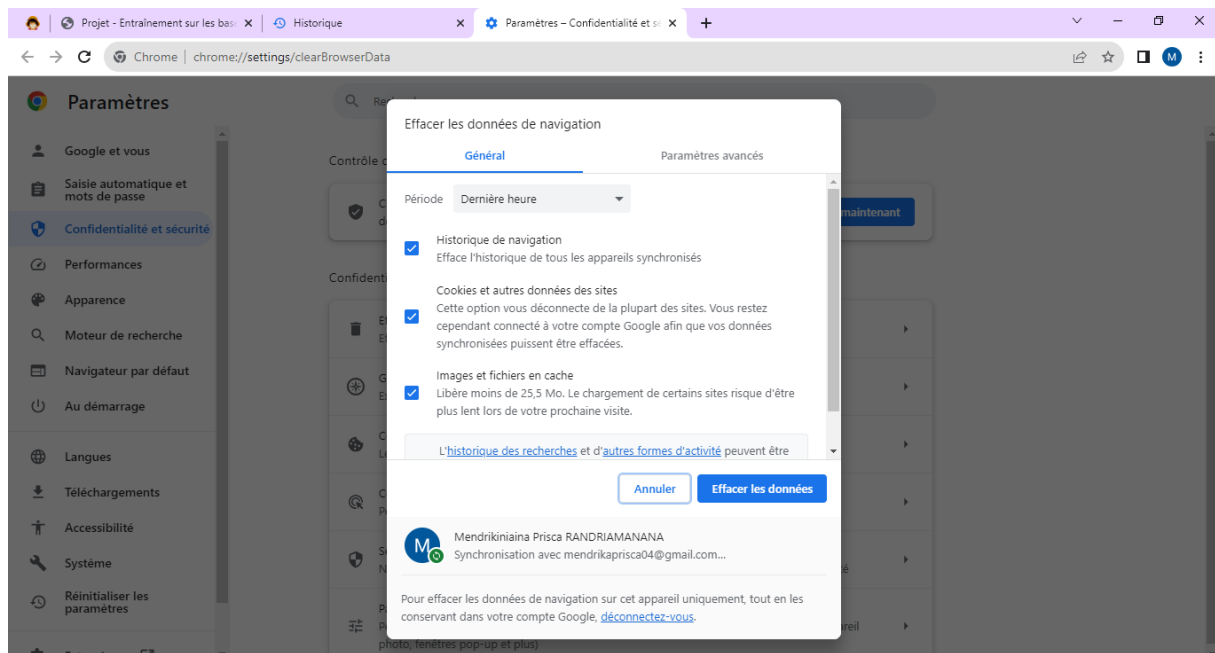 Projet - Entraînement sur les bas
Historique
Paramètres – Confidentialité et s
Chrome | chrome://settings/clearBrowserData
M
Paramètres
Google et vous
Saisie automatique et
mots de passe
Confidentialité et sécurité
Performances
Apparence
Moteur de recherche
Navigateur par défaut
Au démarrage
Langues
Téléchargements
Accessibilité
Système
Réinitialiser les
paramètres
Contrôle
maintenant
Effacer les données de navigation
Général
Paramètres avancés
Période
Dernière heure
Historique de navigation
Efface l'historique de tous les appareils synchronisés
Cookies et autres données des sites
Cette option vous déconnecte de la plupart des sites. Vous restez
cependant connecté à votre compte Google afin que vos données
synchronisées puissent être effacées.
Images et fichiers en cache
Libère moins de 25,5 Mo. Le chargement de certains sites risque d'être
plus lent lors de votre prochaine visite.
L'historique des recherches et d'autres formes d'activité peuvent être
Annuler
Effacer les données
M
Mendrikiniaina Prisca RANDRIAMANANA
Synchronisation avec mendrikaprisca04@gmail.com...
Pour effacer les données de navigation sur cet appareil uniquement, tout en les
conservant dans votre compte Google, déconnectez-vous.
photo, fenêtres pop-up et plus)